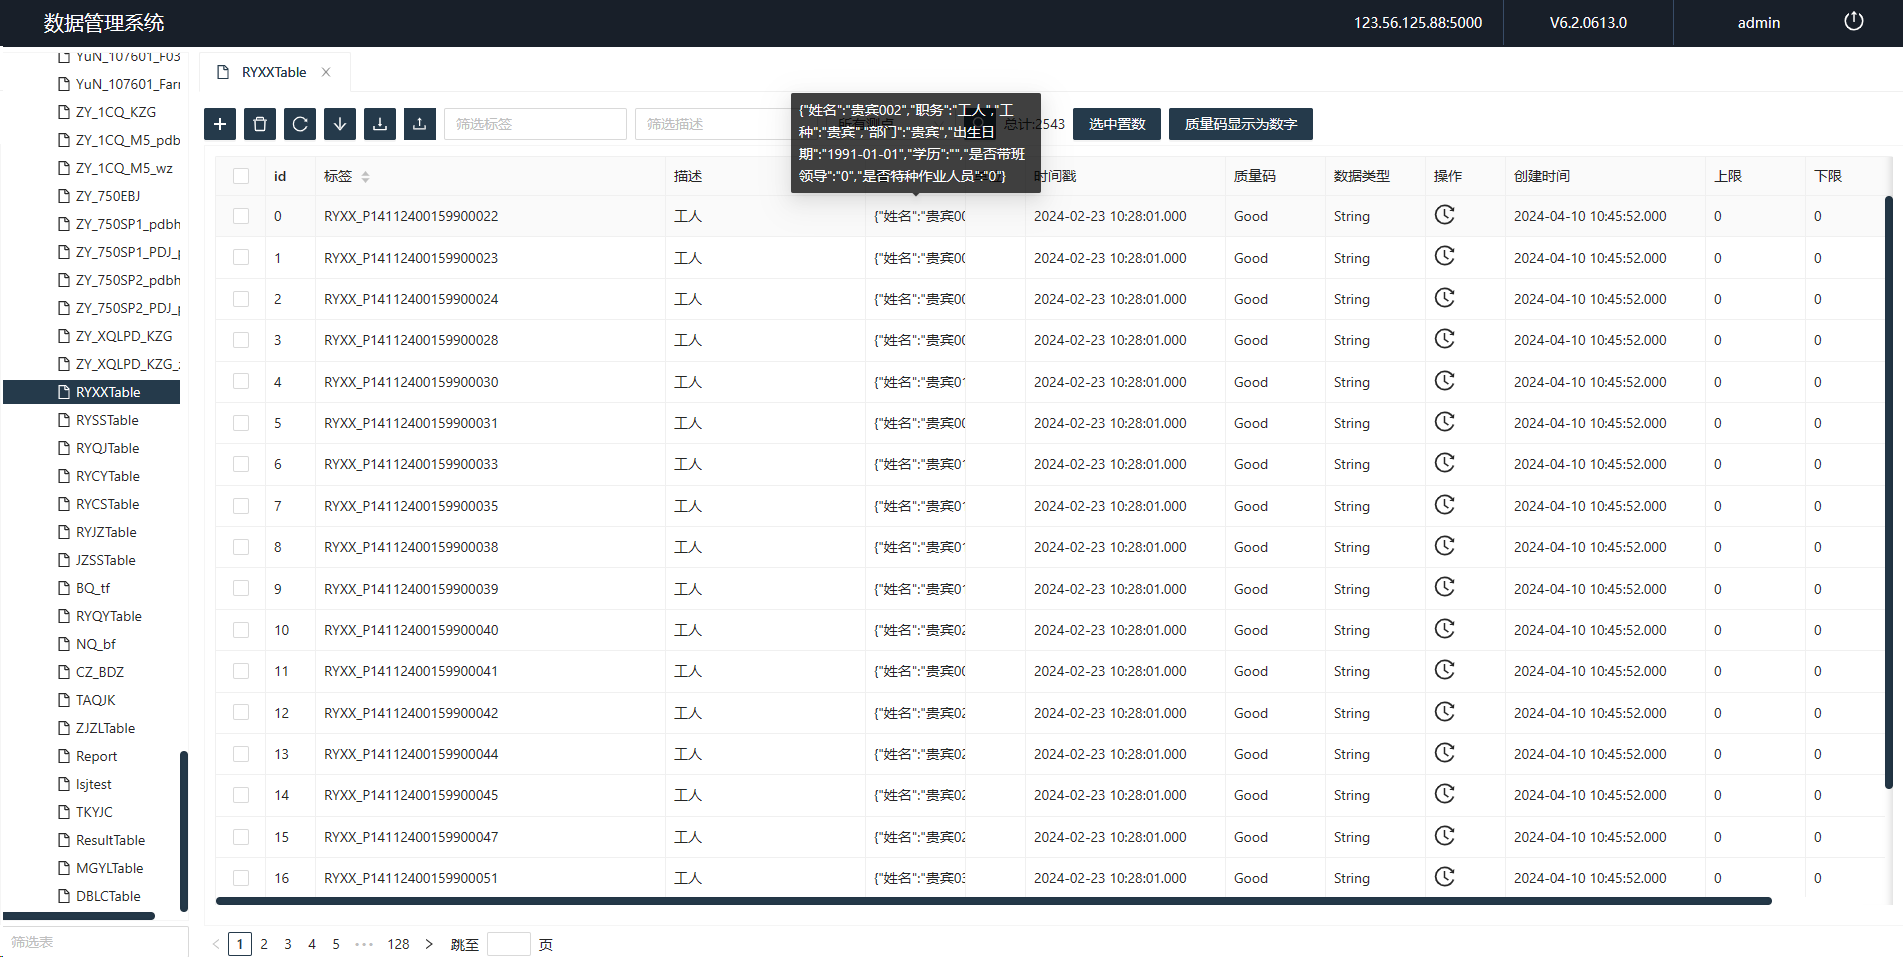 数据管理系统
123.56.125.88:5000
V6.2.0613.0
admin
YuN_107601_F03
YuN_107601_Farr
ZY_1CQ_KZG
ZY_1CQ_M5_pdb
ZY_1CQ_M5_wz
ZY_750EBJ
ZY_750SP1_pdbh
ZY_750SP1_PDJ_p
ZY_750SP2_pdbh
ZY_750SP2_PDJ_p
ZY_XQLPD_KZG
ZY_XQLPD_KZG_z
RYXXTable
RYSSTable
RYQJTable
RYCYTable
RYCSTable
RYJZTable
JZSSTable
BQ_tf
RYQYTable
NQ_bf
CZ_BDZ
TAQJK
ZJZLTable
Report
lsjtest
TKYJC
ResultTable
MGYLTable
DBLCTable
筛选表
RYXXTable
筛选标签
筛选描述
所有测点
总计:2543
选中置数
质量码显示为数字
{"姓名":"贵宾002","职务":"工人","工
种":"贵宾","部门":"贵宾","出生日
期":"1991-01-01","学历":"","是否带班
领导":"0","是否特种作业人员":"0"}
id 标签 描述 时间戳 质量码 数据类型 操作 创建时间 上限 下限
0 RYXX_P14112400159900022 工人 {"姓名":"贵宾00 2024-02-23 10:28:01.000 Good String 2024-04-10 10:45:52.000 0 0
1 RYXX_P14112400159900023 工人 {"姓名":"贵宾00 2024-02-23 10:28:01.000 Good String 2024-04-10 10:45:52.000 0 0
2 RYXX_P14112400159900024 工人 {"姓名":"贵宾00 2024-02-23 10:28:01.000 Good String 2024-04-10 10:45:52.000 0 0
3 RYXX_P14112400159900028 工人 {"姓名":"贵宾00 2024-02-23 10:28:01.000 Good String 2024-04-10 10:45:52.000 0 0
4 RYXX_P14112400159900030 工人 {"姓名":"贵宾01 2024-02-23 10:28:01.000 Good String 2024-04-10 10:45:52.000 0 0
5 RYXX_P14112400159900031 工人 {"姓名":"贵宾00 2024-02-23 10:28:01.000 Good String 2024-04-10 10:45:52.000 0 0
6 RYXX_P14112400159900033 工人 {"姓名":"贵宾01 2024-02-23 10:28:01.000 Good String 2024-04-10 10:45:52.000 0 0
7 RYXX_P14112400159900035 工人 {"姓名":"贵宾01 2024-02-23 10:28:01.000 Good String 2024-04-10 10:45:52.000 0 0
8 RYXX_P14112400159900038 工人 {"姓名":"贵宾01 2024-02-23 10:28:01.000 Good String 2024-04-10 10:45:52.000 0 0
9 RYXX_P14112400159900039 工人 {"姓名":"贵宾01 2024-02-23 10:28:01.000 Good String 2024-04-10 10:45:52.000 0 0
10 RYXX_P14112400159900040 工人 {"姓名":"贵宾02 2024-02-23 10:28:01.000 Good String 2024-04-10 10:45:52.000 0 0
11 RYXX_P14112400159900041 工人 {"姓名":"贵宾00 2024-02-23 10:28:01.000 Good String 2024-04-10 10:45:52.000 0 0
12 RYXX_P14112400159900042 工人 {"姓名":"贵宾02 2024-02-23 10:28:01.000 Good String 2024-04-10 10:45:52.000 0 0
13 RYXX_P14112400159900044 工人 {"姓名":"贵宾02 2024-02-23 10:28:01.000 Good String 2024-04-10 10:45:52.000 0 0
14 RYXX_P14112400159900045 工人 {"姓名":"贵宾02 2024-02-23 10:28:01.000 Good String 2024-04-10 10:45:52.000 0 0
15 RYXX_P14112400159900047 工人 {"姓名":"贵宾02 2024-02-23 10:28:01.000 Good String 2024-04-10 10:45:52.000 0 0
16 RYXX_P14112400159900051 工人 {"姓名":"贵宾03 2024-02-23 10:28:01.000 Good String 2024-04-10 10:45:52.000 0 0
< 1 2 3 4 5 ••• 128 > 跳至 页